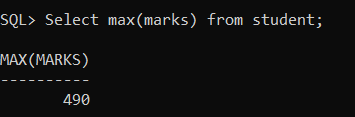 SQL> Select max(marks) from student;
MAX(MARKS)
----------
490